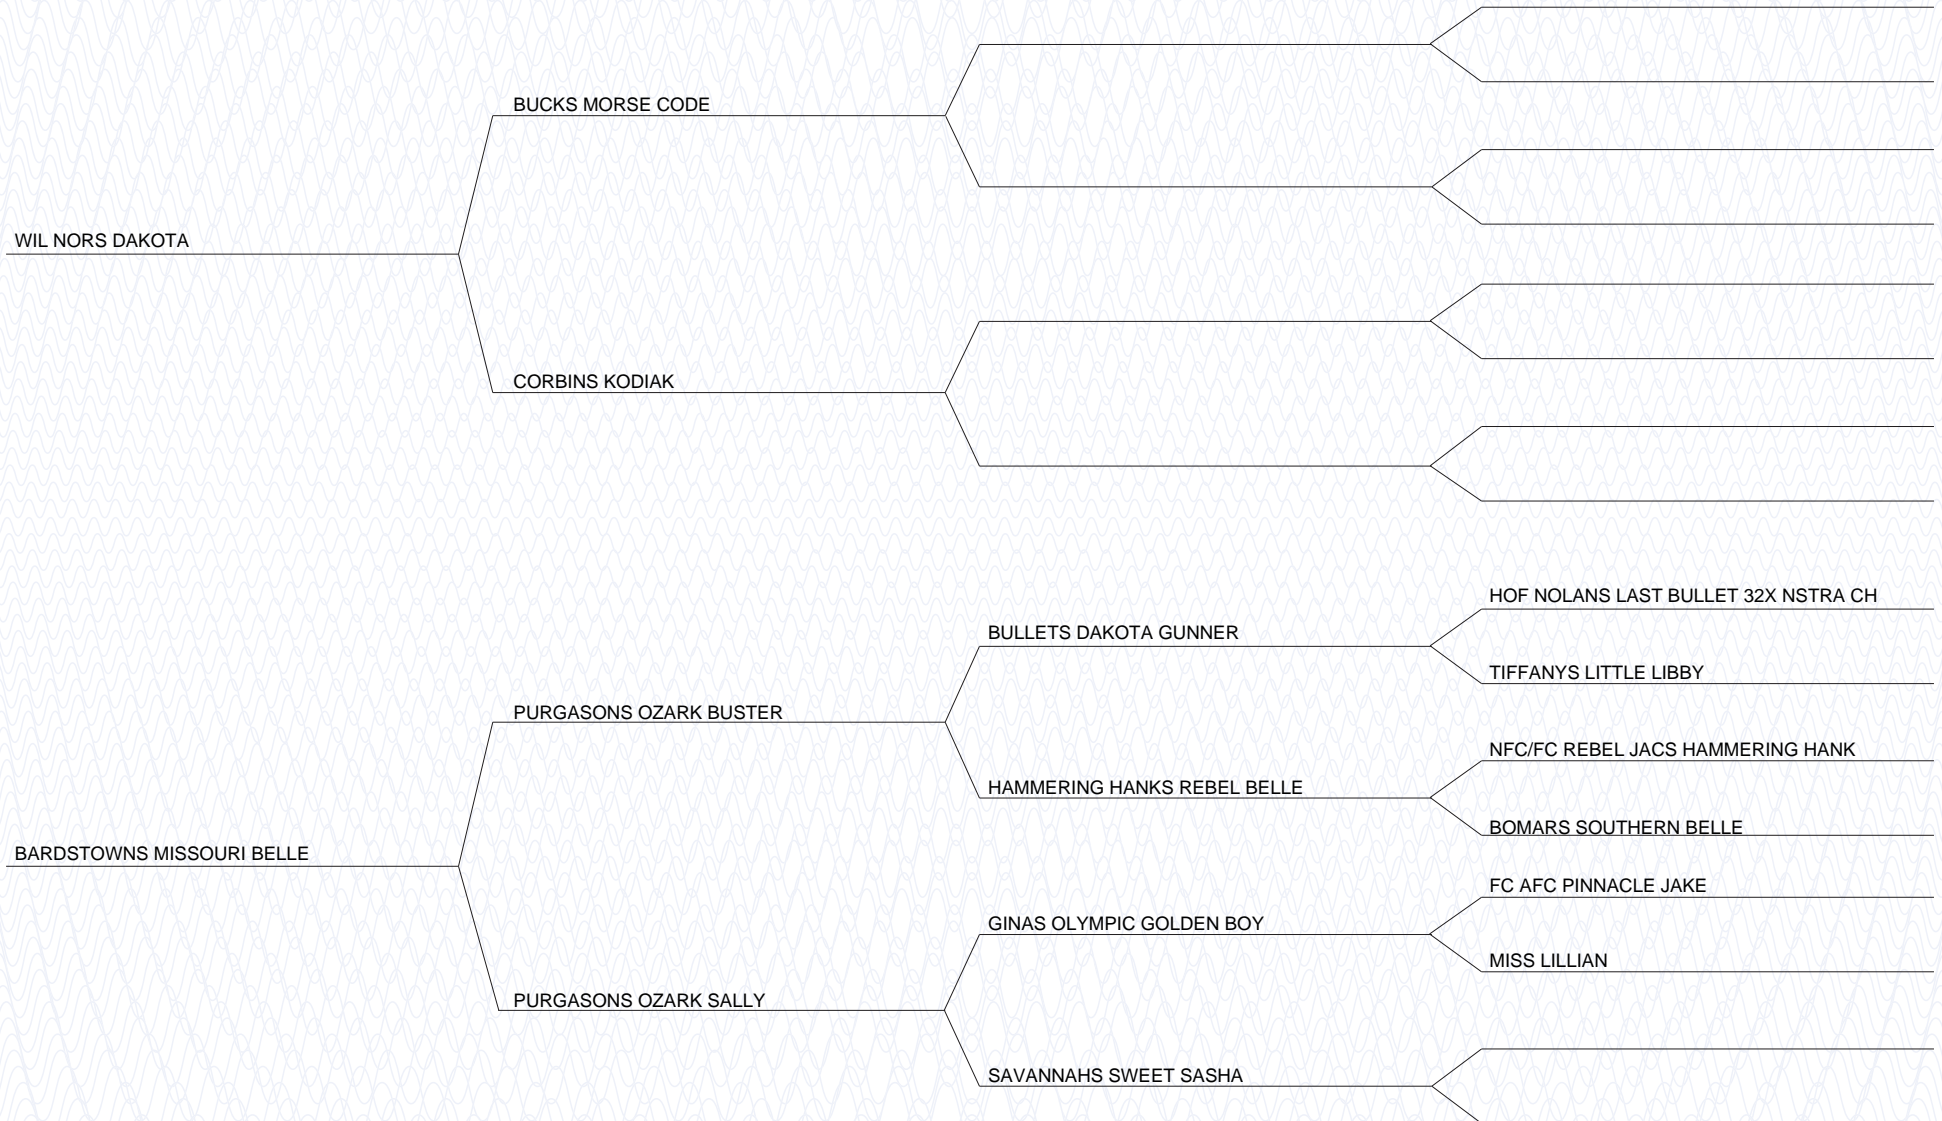 BUCKS MORSE CODE
WIL NORS DAKOTA
CORBINS KODIAK
HOF NOLANS LAST BULLET 32X NSTRA CH
BULLETS DAKOTA GUNNER
TIFFANYS LITTLE LIBBY
PURGASONS OZARK BUSTER
NFC/FC REBEL JACS HAMMERING HANK
HAMMERING HANKS REBEL BELLE
BOMARS SOUTHERN BELLE
BARDSTOWNS MISSOURI BELLE
FC AFC PINNACLE JAKE
GINAS OLYMPIC GOLDEN BOY
MISS LILLIAN
PURGASONS OZARK SALLY
SAVANNAHS SWEET SASHA